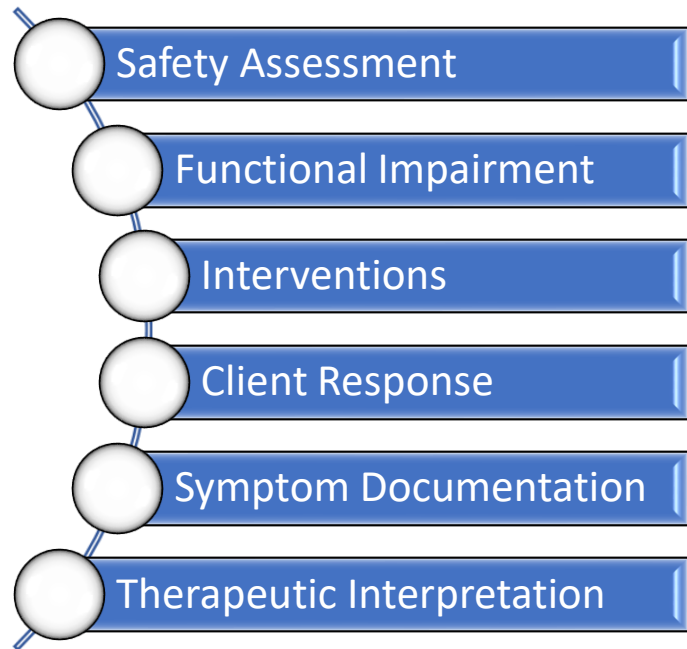 Safety Assessment
Functional Impairment
Interventions
Client Response
Symptom Documentation
Therapeutic Interpretation